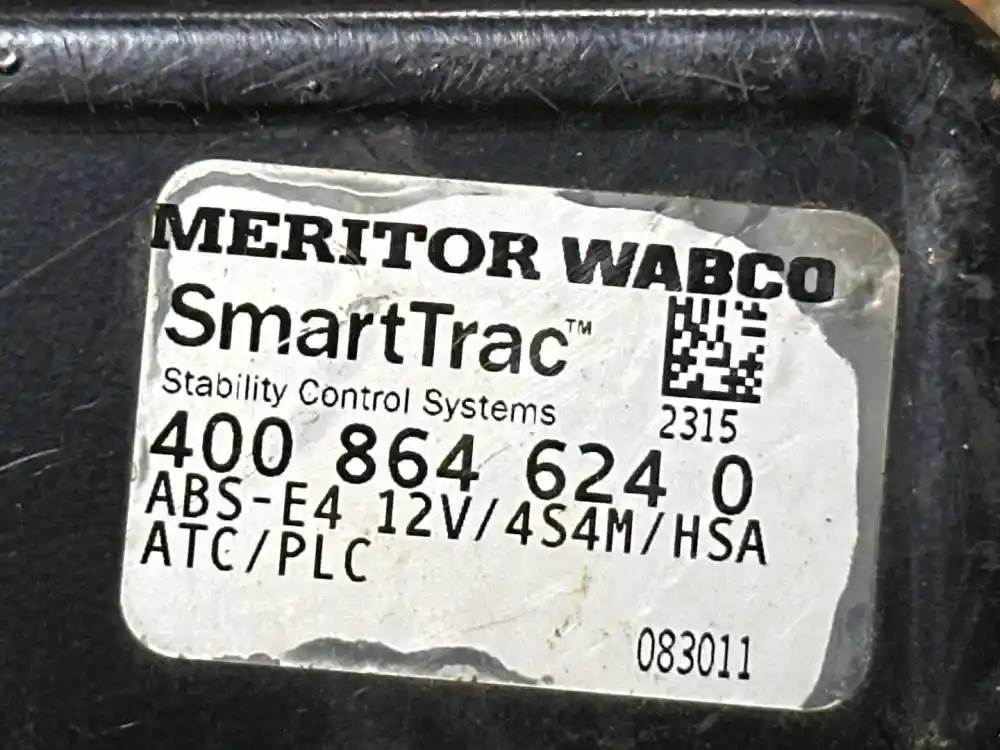 MERITOR WABCO
SmartTrac™
Stability Control Systems
2315
400 864 624 0
ABS-E4 12V/4S4M/HSA
ATC/PLC
083011